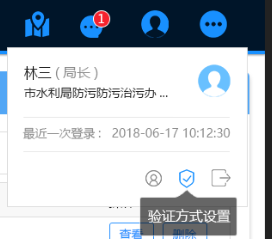 1
林三 ( 局长 )
市水利局防污防污治污办 ...
最近一次登录： 2018-06-17 10:12:30
验证方式设置
查看 删除